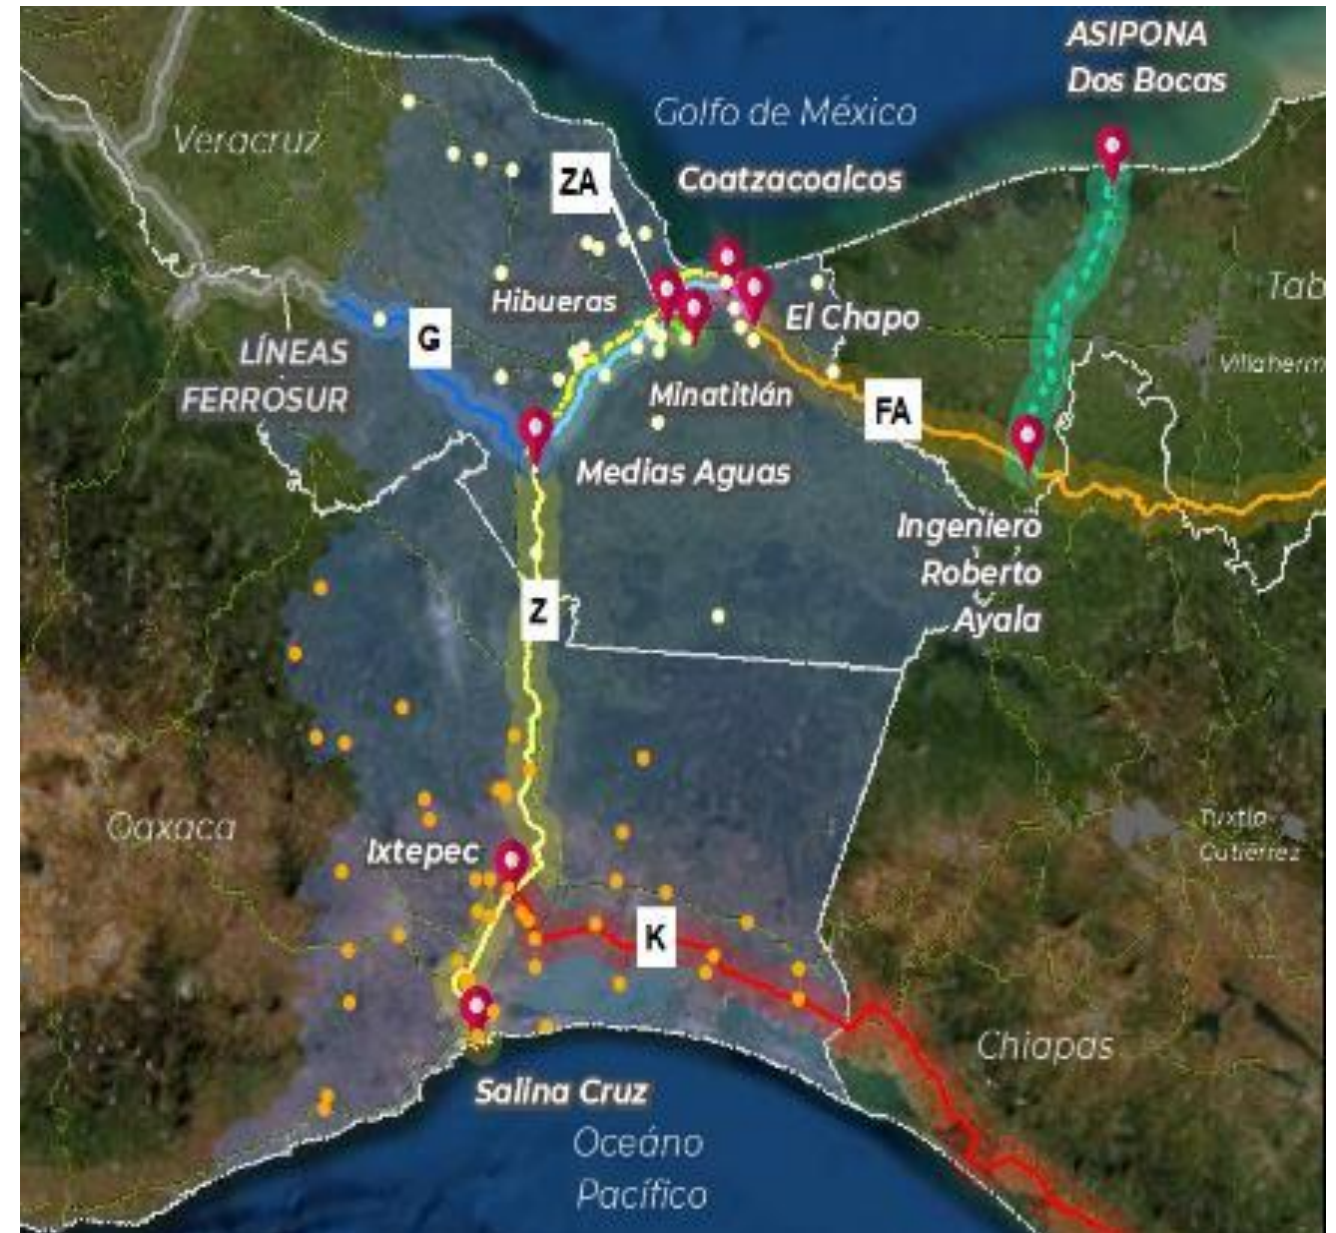 ASIPONA
Dos Bocas
Golfo de México
Veracruz
ZA
Coatzacoalcos
Hibueras
El Chapo
Tab
G
LÍNEAS
FERROSUR
Minatitlán
Villaherm
FA
Medias Aguas
Ingeniero
Roberto
Ayala
Z
Oaxaca
Ixtepec
Tuxtla
Gutiérrez
K
Chiapas
Salina Cruz
Oceáno
Pacífico